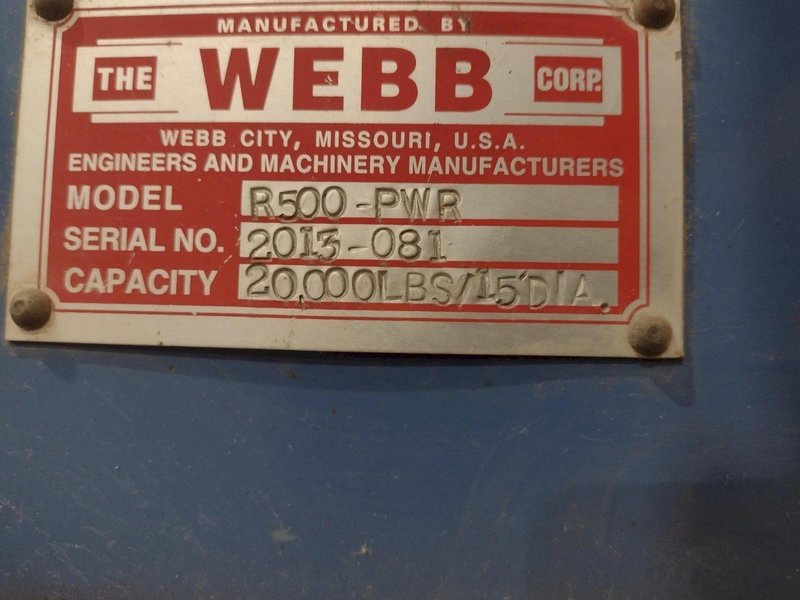 MANUFACTURED BY
THE WEBB CORP.
WEBB CITY, MISSOURI, U.S.A.
ENGINEERS AND MACHINERY MANUFACTURERS
MODEL R500-PWR
SERIAL NO. 2013-081
CAPACITY 20,000LBS/15'DIA.